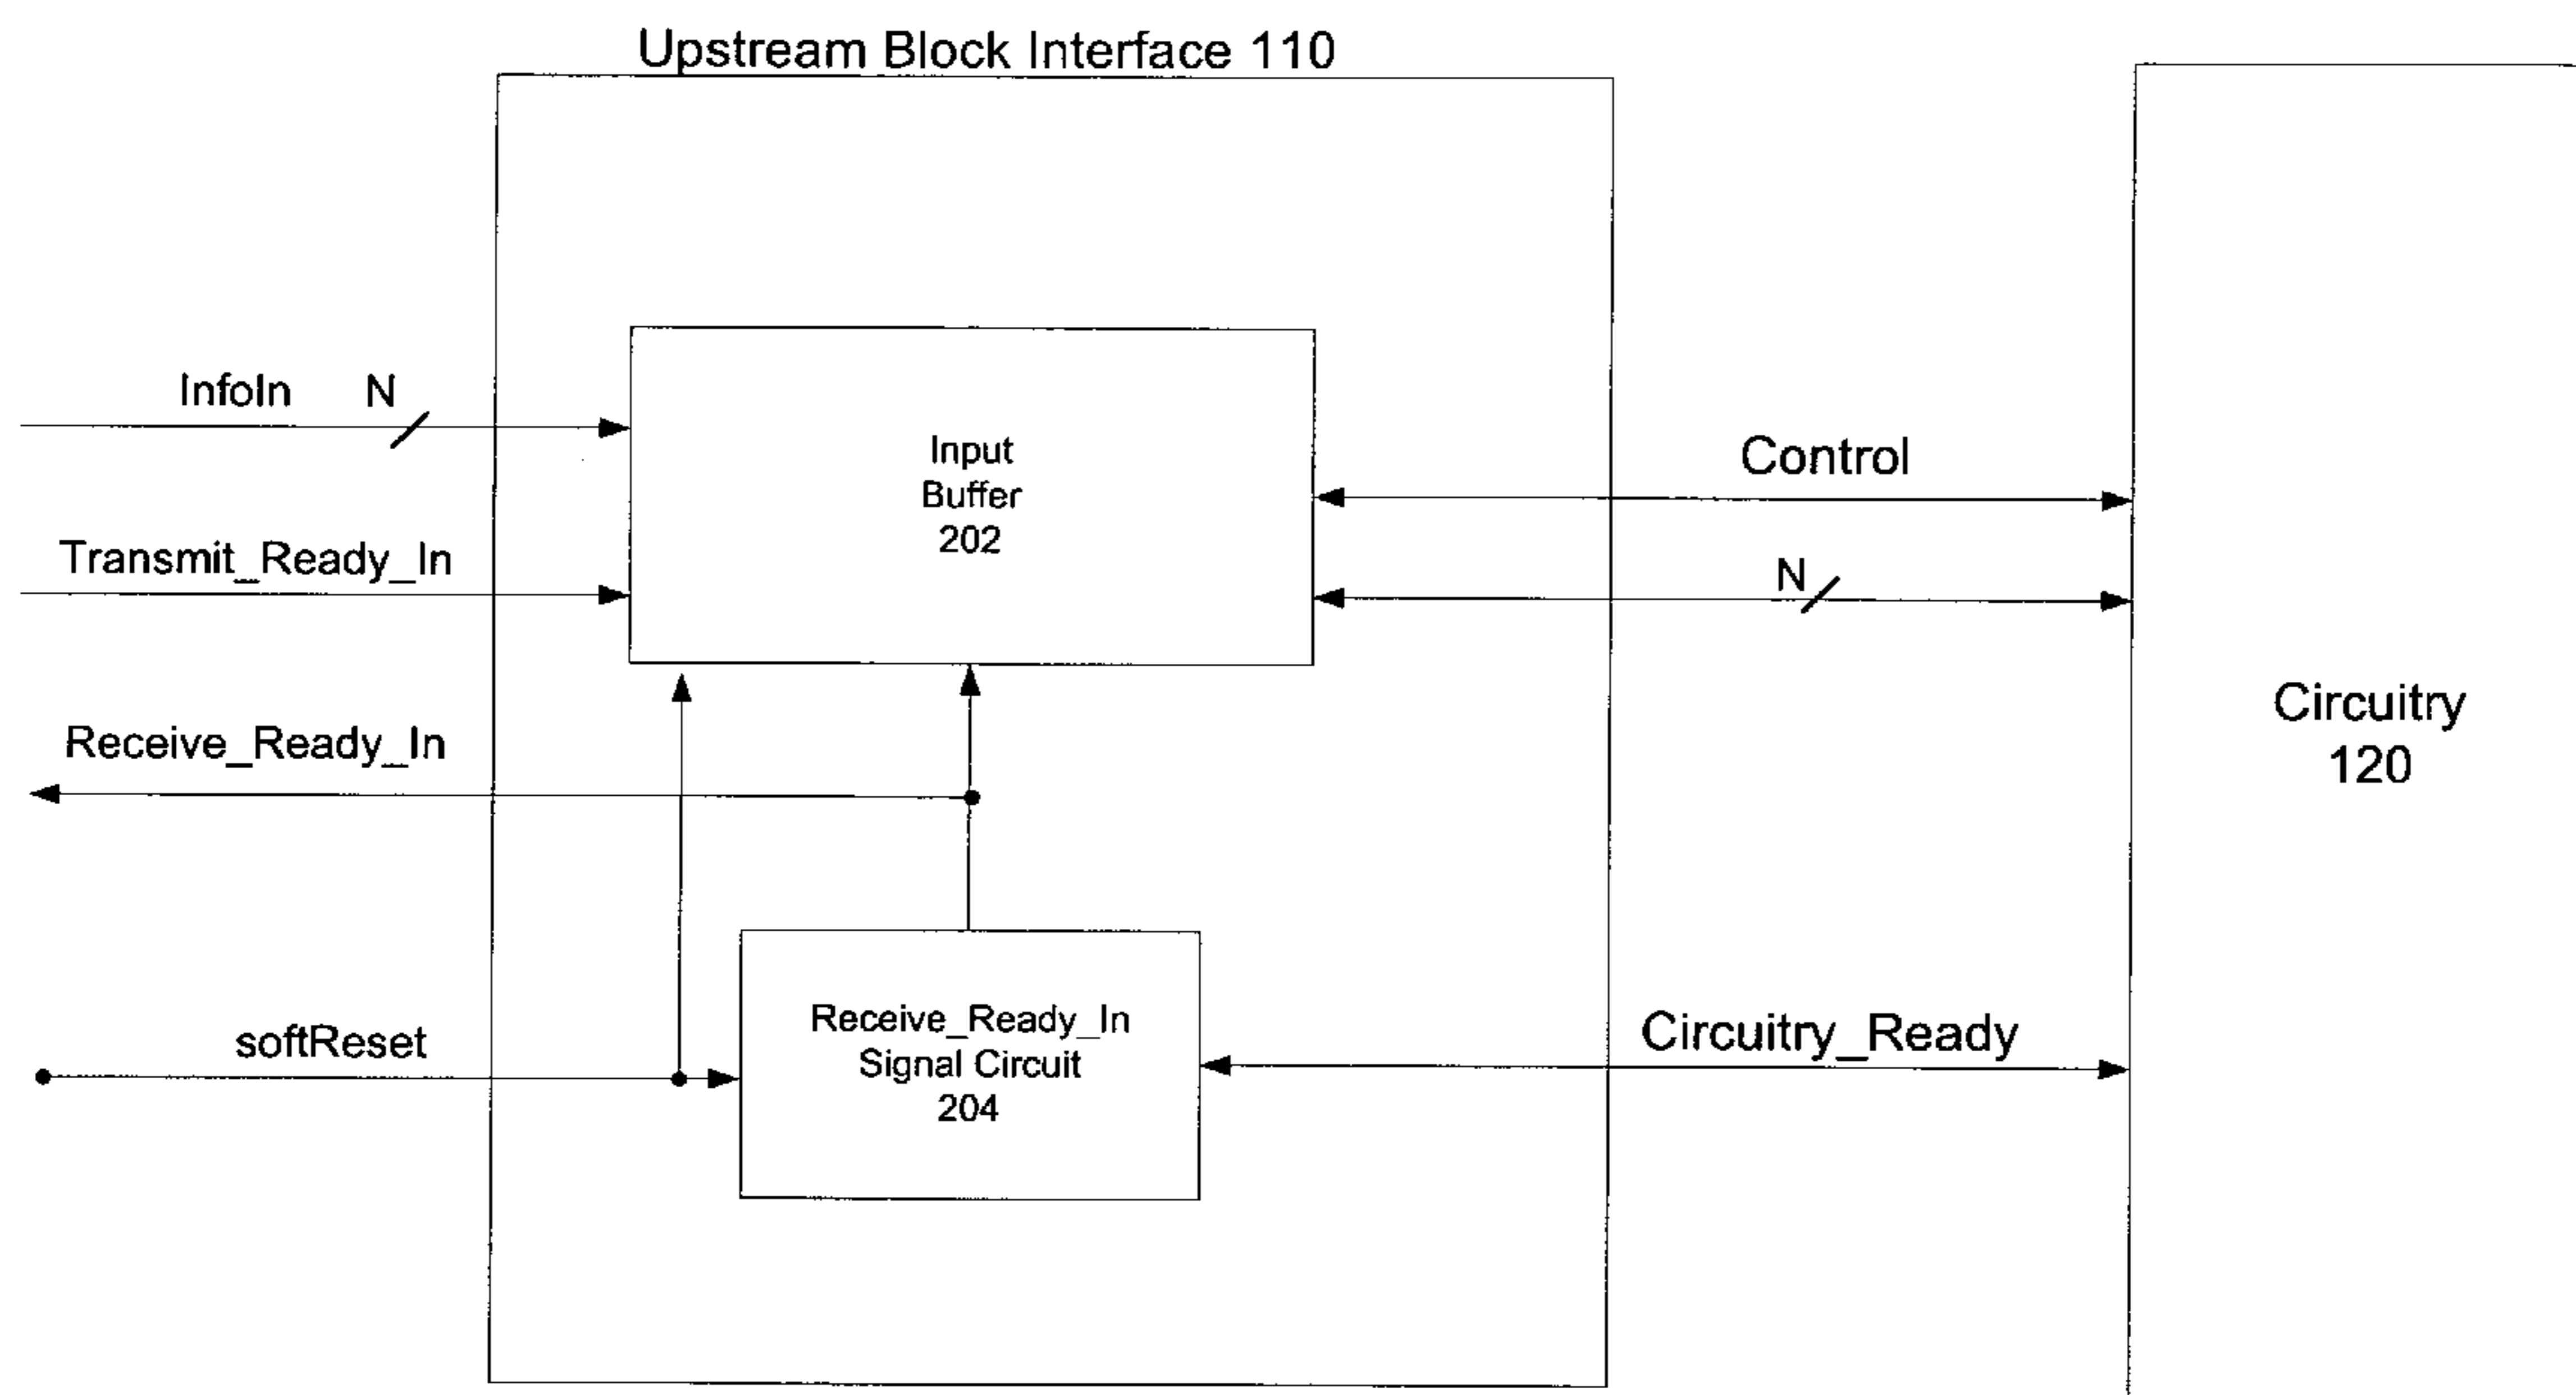 Upstream Block Interface 110
InfoIn N
Input
Buffer
202
Control
Transmit_Ready_In
N
Circuitry
120
Receive_Ready_In
softReset
Receive_Ready_In
Signal Circuit
204
Circuitry_Ready